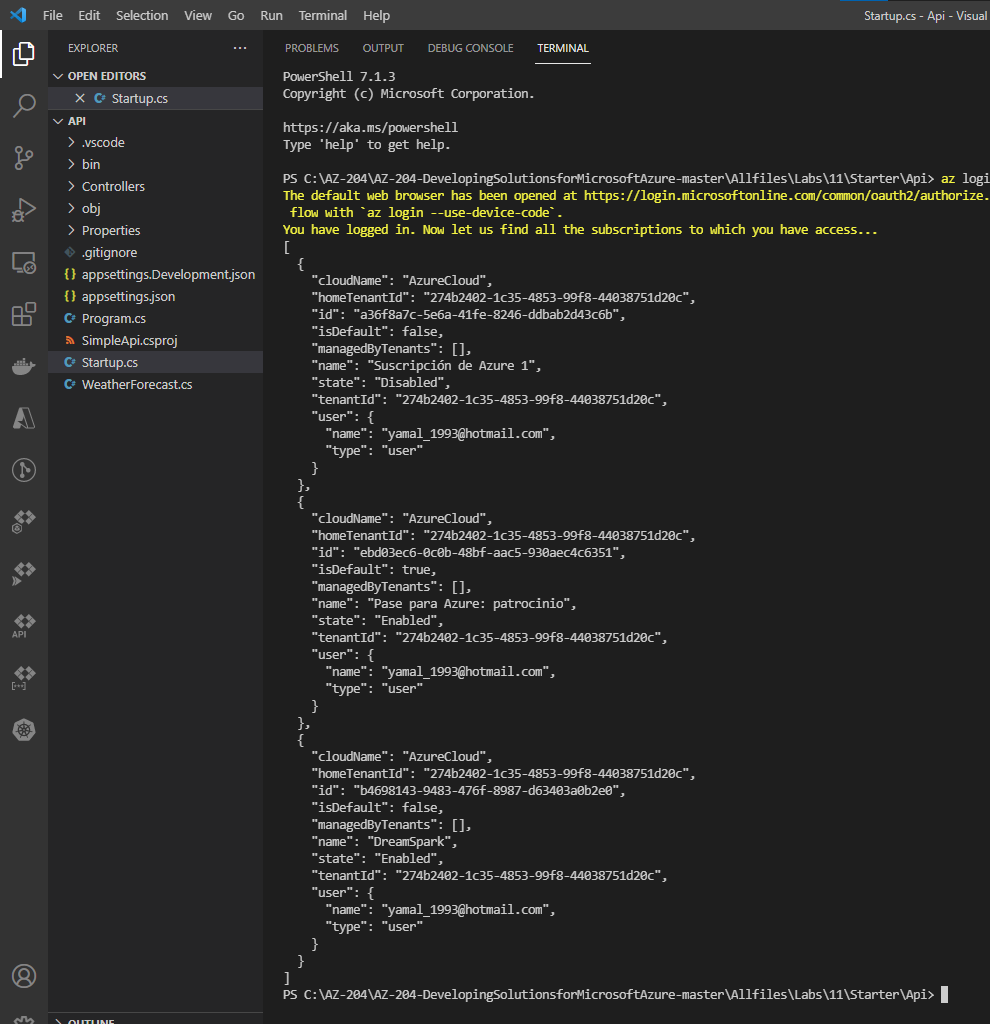 File Edit Selection View Go Run Terminal Help Startup.cs - Api - Visual
EXPLORER ...
OPEN EDITORS
Startup.cs
API
.vscode
bin
Controllers
obj
Properties
.gitignore
appsettings.Development.json
appsettings.json
Program.cs
SimpleApi.csproj
Startup.cs
WeatherForecast.cs
OUTLINE
API
PROBLEMS OUTPUT DEBUG CONSOLE TERMINAL
PowerShell 7.1.3
Copyright (c) Microsoft Corporation.
https://aka.ms/powershell
Type 'help' to get help.
PS C:\AZ-204\AZ-204-DevelopingSolutionsforMicrosoftAzure-master\Allfiles\Labs\11\Starter\Api> az logi
The default web browser has been opened at https://login.microsoftonline.com/common/oauth2/authorize.
flow with `az login --use-device-code`.
You have logged in. Now let us find all the subscriptions to which you have access...
[
{
"cloudName": "AzureCloud",
"homeTenantId": "274b2402-1c35-4853-99f8-44038751d20c",
"id": "a36f8a7c-5e6a-41fe-8246-ddbab2d43c6b",
"isDefault": false,
"managedByTenants": [],
"name": "Suscripción de Azure 1",
"state": "Disabled",
"tenantId": "274b2402-1c35-4853-99f8-44038751d20c",
"user": {
"name": "yamal_1993@hotmail.com",
"type": "user"
}
},
{
"cloudName": "AzureCloud",
"homeTenantId": "274b2402-1c35-4853-99f8-44038751d20c",
"id": "ebd03ec6-0c0b-48bf-aac5-930aec4c6351",
"isDefault": true,
"managedByTenants": [],
"name": "Pase para Azure: patrocinio",
"state": "Enabled",
"tenantId": "274b2402-1c35-4853-99f8-44038751d20c",
"user": {
"name": "yamal_1993@hotmail.com",
"type": "user"
}
},
{
"cloudName": "AzureCloud",
"homeTenantId": "274b2402-1c35-4853-99f8-44038751d20c",
"id": "b4698143-9483-476f-8987-d63403a0b2e0",
"isDefault": false,
"managedByTenants": [],
"name": "DreamSpark",
"state": "Enabled",
"tenantId": "274b2402-1c35-4853-99f8-44038751d20c",
"user": {
"name": "yamal_1993@hotmail.com",
"type": "user"
}
}
]
PS C:\AZ-204\AZ-204-DevelopingSolutionsforMicrosoftAzure-master\Allfiles\Labs\11\Starter\Api>